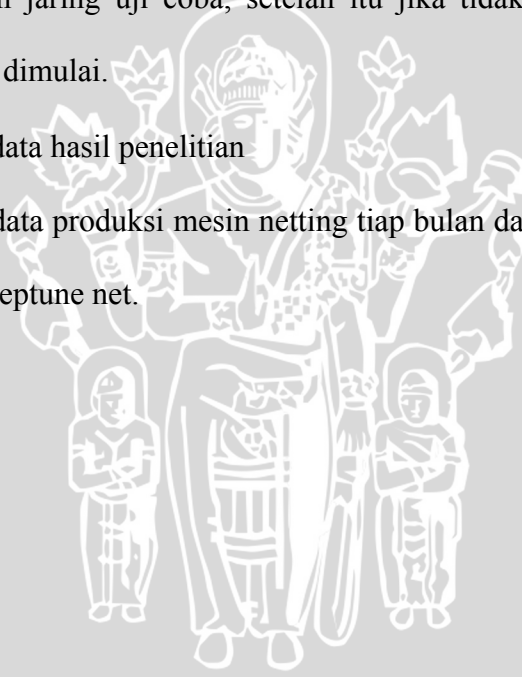 jaring uji coba, setelah itu jika tidak
dimulai.
data hasil penelitian
data produksi mesin netting tiap bulan da
eptune net.